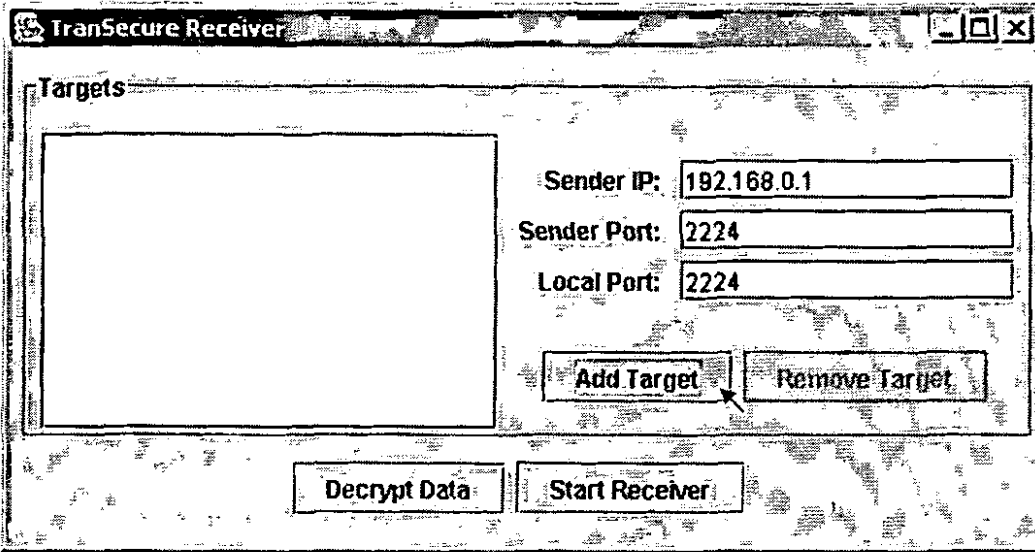 TranSecure Receiver
Targets
Sender IP: 192.168.0.1
Sender Port: 2224
Local Port: 2224
Add Target Remove Target
Decrypt Data Start Receiver